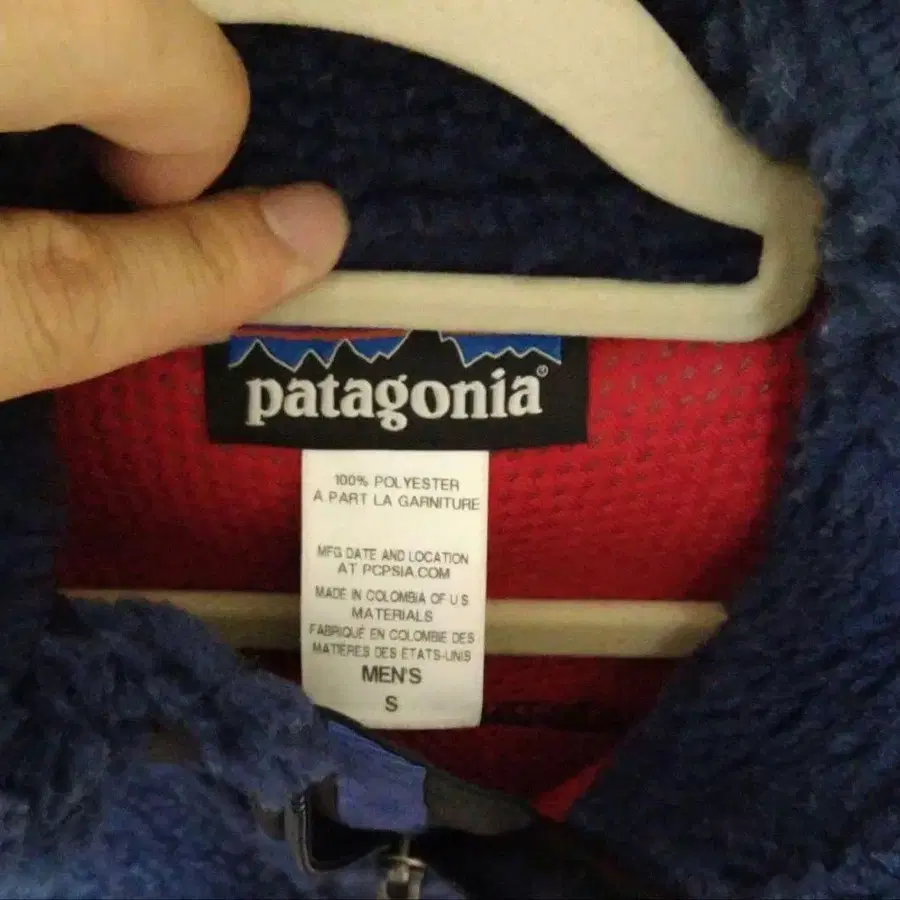 patagonia®
100% POLYESTER
À PART LA GARNITURE
MFG DATE AND LOCATION
AT PCPSIA.COM
MADE IN COLOMBIA OF U.S.
MATERIALS
FABRIQUÉ EN COLOMBIE DES
MATIÈRES DES ÉTATS-UNIS
MEN'S
S